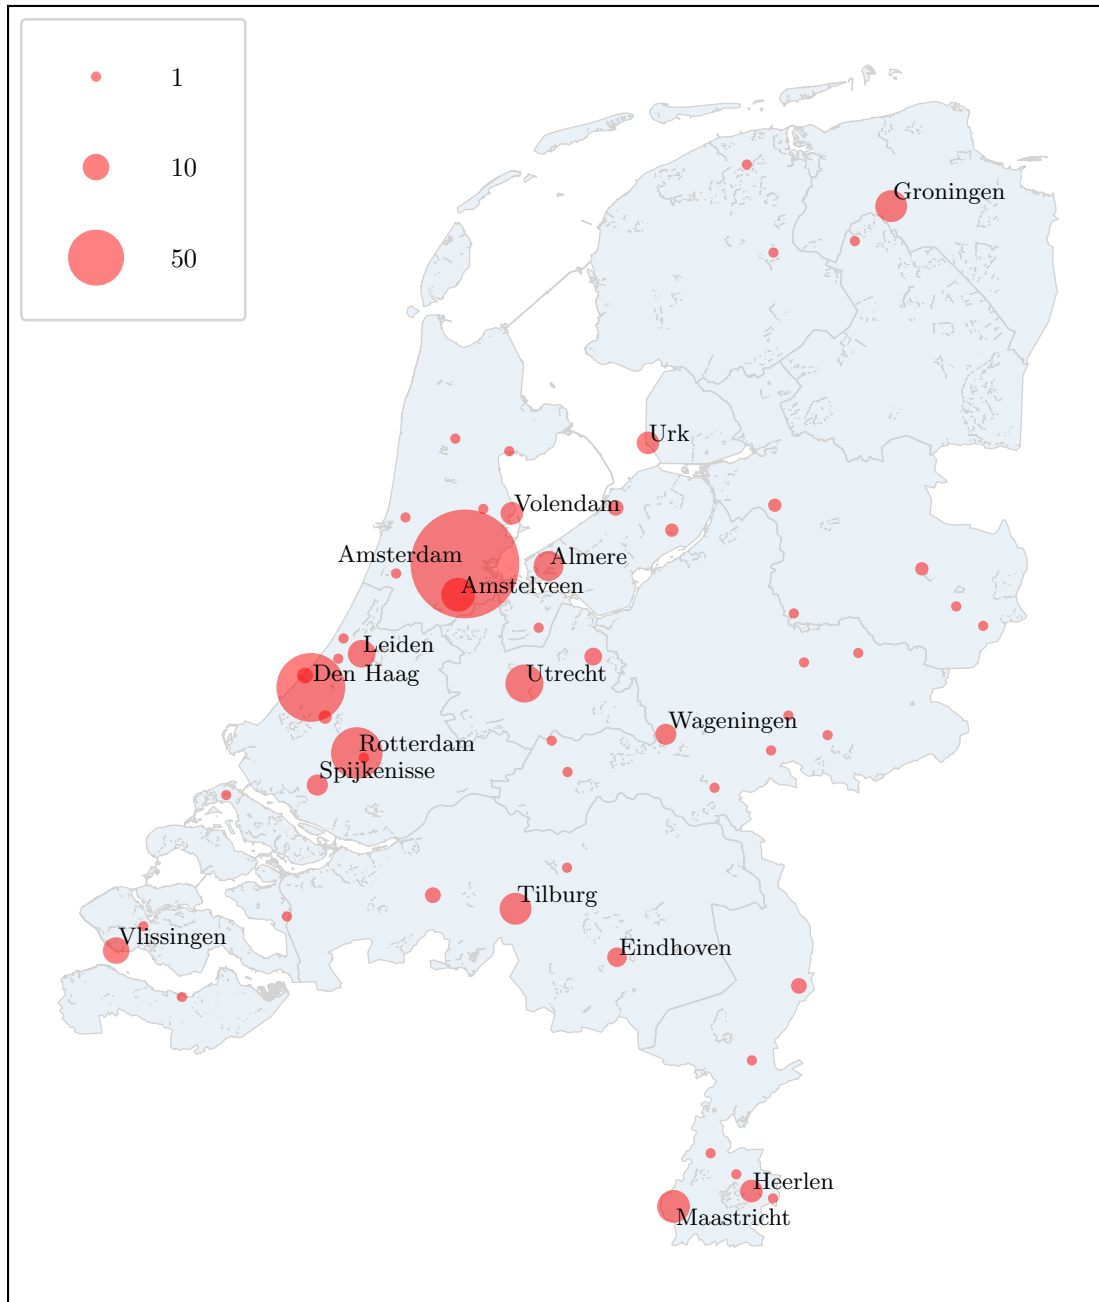 1
10
50
Groningen
Urk
Volendam
Amsterdam
Almere
Amstelveen
Leiden
Den Haag
Utrecht
Wageningen
Rotterdam
Spijkenisse
Tilburg
Vlissingen
Eindhoven
Heerlen
Maastricht